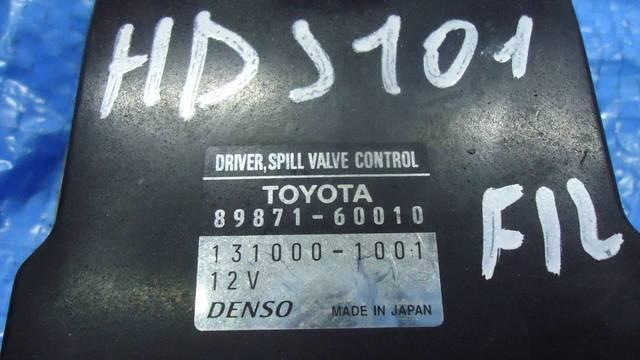 HDJ101
DRIVER, SPILL VALVE CONTROL
TOYOTA
89871-60010
FIL
131000-1001
12V
DENSO MADE IN JAPAN